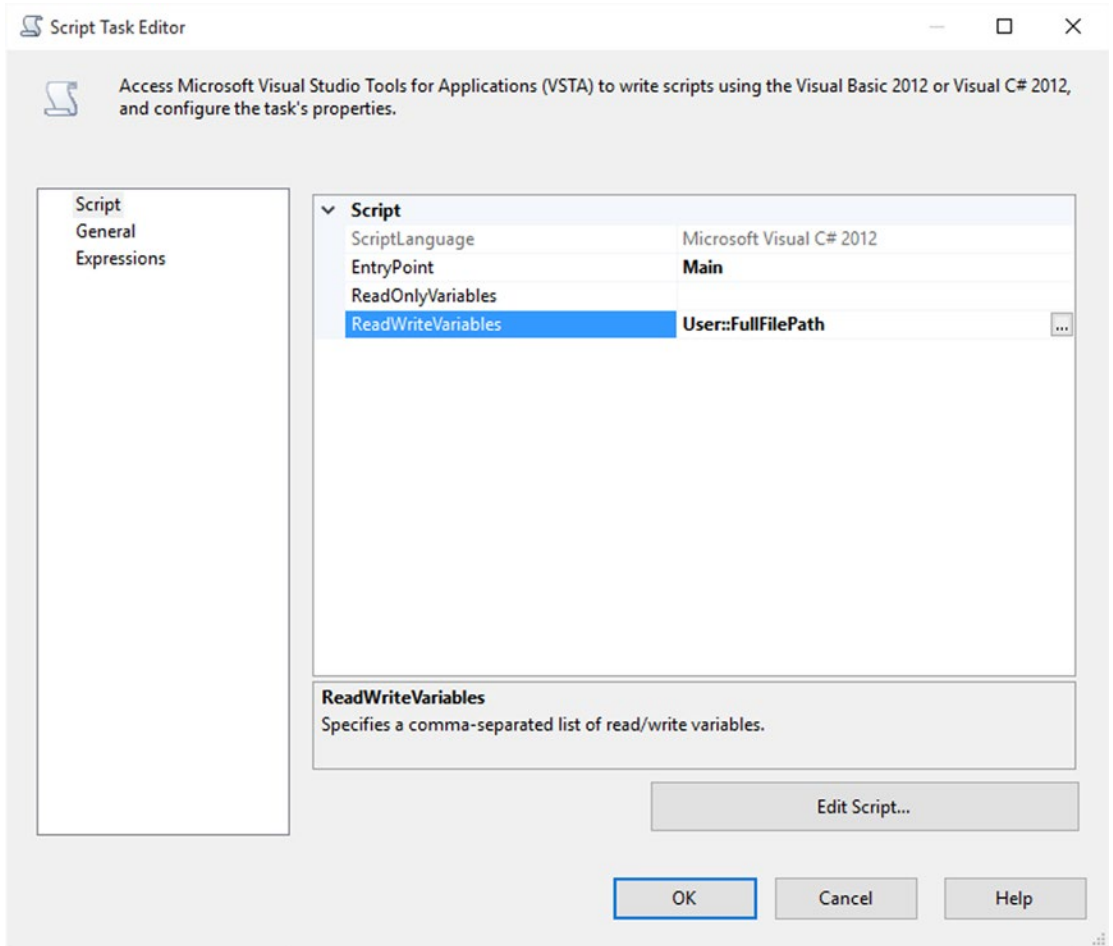 Script Task Editor
Access Microsoft Visual Studio Tools for Applications (VSTA) to write scripts using the Visual Basic 2012 or Visual C# 2012,
and configure the task's properties.
Script
General
Expressions
Script
ScriptLanguage Microsoft Visual C# 2012
EntryPoint Main
ReadOnlyVariables
ReadWriteVariables User::FullFilePath ...
ReadWriteVariables
Specifies a comma-separated list of read/write variables.
Edit Script...
OK Cancel Help